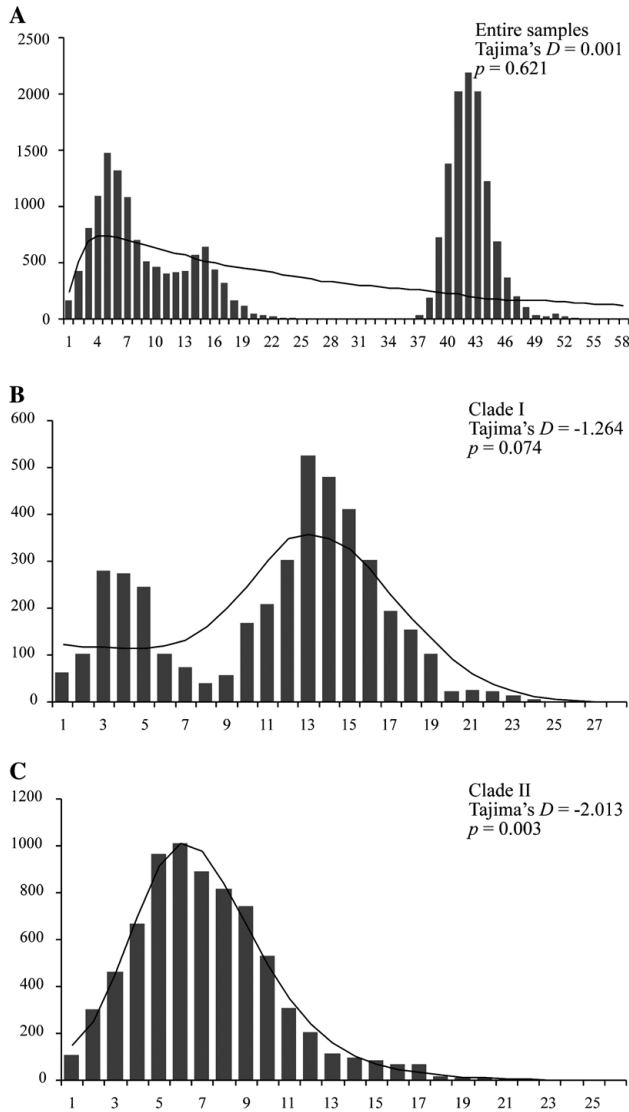 A
Entire samples
Tajima's D = 0.001
p = 0.621
2500
2000
1500
1000
500
0
1 4 7 10 13 16 19 22 25 28 31 34 37 40 43 46 49 52 55 58
B
Clade I
Tajima's D = -1.264
p = 0.074
600
500
400
300
200
100
0
1 3 5 7 9 11 13 15 17 19 21 23 25 27
C
Clade II
Tajima's D = -2.013
p = 0.003
1200
1000
800
600
400
200
0
1 3 5 7 9 11 13 15 17 19 21 23 25